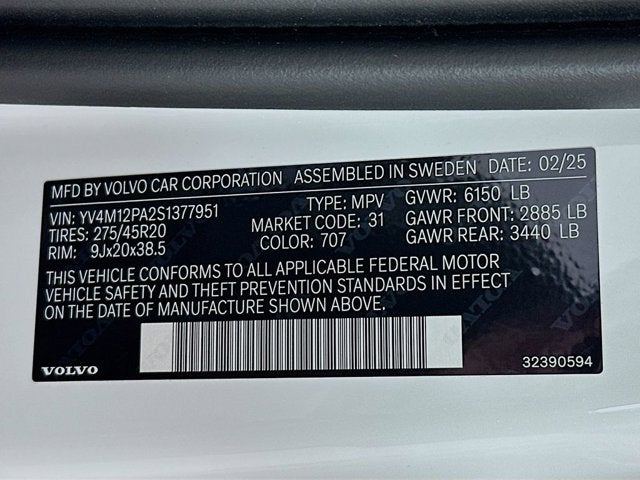 MFD BY VOLVO CAR CORPORATION ASSEMBLED IN SWEDEN DATE: 02/25
VIN: YV4M12PA2S1377951 TYPE: MPV GVWR: 6150 LB
TIRES: 275/45R20 MARKET CODE: 31 GAWR FRONT: 2885 LB
RIM: 9Jx20x38.5 COLOR: 707 GAWR REAR: 3440 LB
THIS VEHICLE CONFORMS TO ALL APPLICABLE FEDERAL MOTOR
VEHICLE SAFETY AND THEFT PREVENTION STANDARDS IN EFFECT
ON THE DATE OF MANUFACTURE SHOWN ABOVE.
VOLVO 32390594